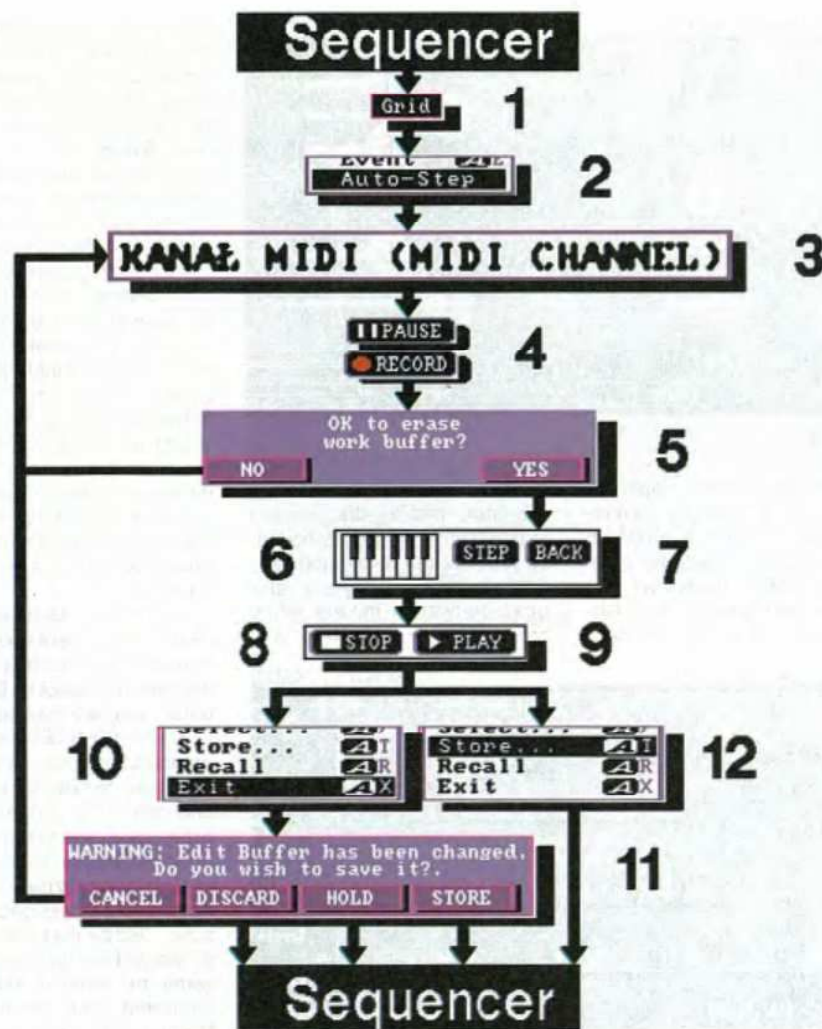 Sequencer
Grid 1
Event A E
Auto-Step 2
KANAŁ MIDI (MIDI CHANNEL) 3
PAUSE
RECORD 4
OK to erase
work buffer?
NO YES 5
6 STEP BACK 7
8 STOP PLAY 9
10 Select... A
Store... A T
Recall A R
Exit A X
Select... A
Store... A T
Recall A R
Exit A X 12
WARNING: Edit Buffer has been changed.
Do you wish to save it?.
CANCEL DISCARD HOLD STORE 11
Sequencer